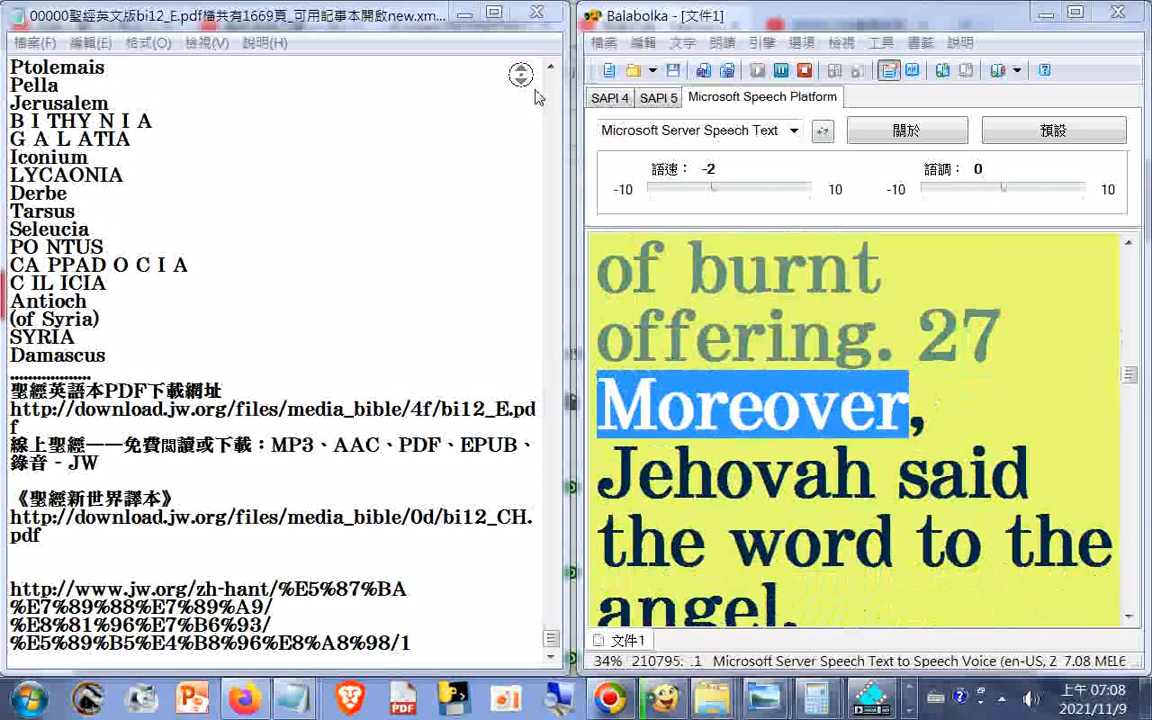 00000聖經英文版bi12_E.pdf檔共有1669頁_可用記事本開啟new.xm...
檔案(F) 編輯(E) 格式(O) 檢視(V) 說明(H)
Ptolemais
Pella
Jerusalem
B I THY N I A
G A L ATIA
Iconium
LYCAONIA
Derbe
Tarsus
Seleucia
PO NTUS
CA PPAD O C I A
C IL ICIA
Antioch
(of Syria)
SYRIA
Damascus
..................
聖經英語本PDF下載網址
http://download.jw.org/files/media_bible/4f/bi12_E.pd
f
線上聖經——免費閱讀或下載：MP3、AAC、PDF、EPUB、
錄音 - JW
《聖經新世界譯本》
http://download.jw.org/files/media_bible/0d/bi12_CH.
pdf
http://www.jw.org/zh-hant/%E5%87%BA
%E7%89%88%E7%89%A9/
%E8%81%96%E7%B6%93/
%E5%89%B5%E4%B8%96%E8%A8%98/1
Balabolka - [文件1]
檔案 編輯 文字 朗讀 引擎 選項 檢視 工具 書籤 說明
SAPI 4 SAPI 5 Microsoft Speech Platform
Microsoft Server Speech Text 關於 預設
語速： -2 語調： 0
-10 10 -10 10
of burnt
offering. 27
Moreover,
Jehovah said
the word to the
angel.
文件1
34% 210795. .1 Microsoft Server Speech Text to Speech Voice (en-US, Z 7.08 МЕL6
上午 07:08
2021/11/9